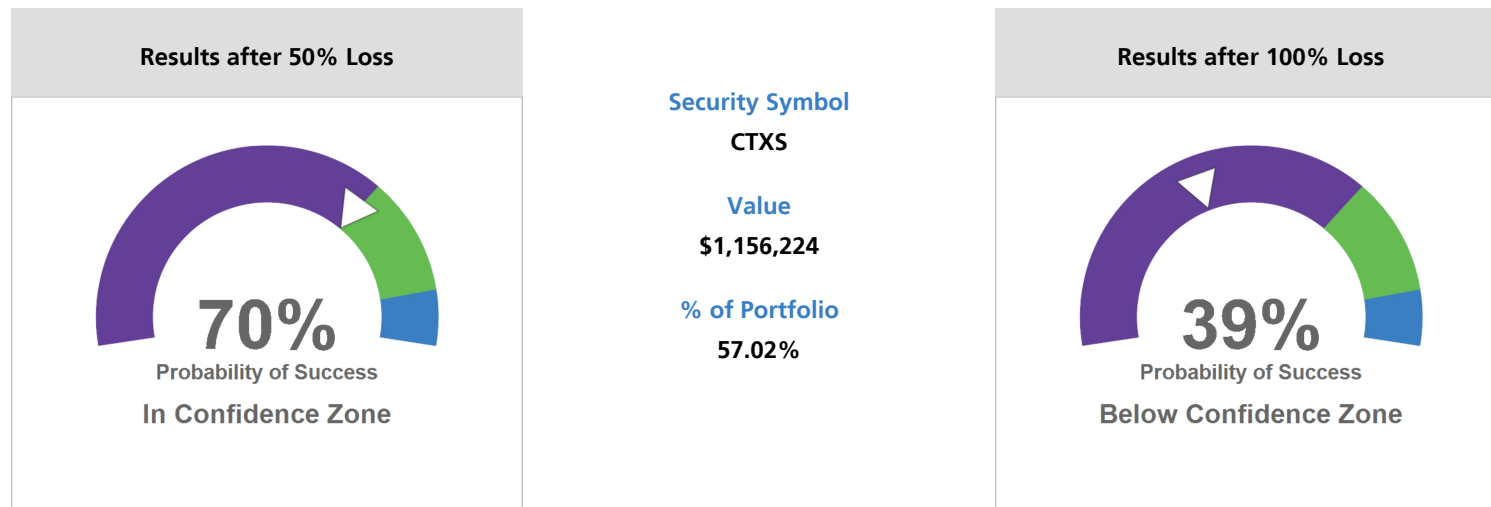 Results after 50% Loss
70%
Probability of Success
In Confidence Zone
Security Symbol
CTXS
Value
$1,156,224
% of Portfolio
57.02%
Results after 100% Loss
39%
Probability of Success
Below Confidence Zone